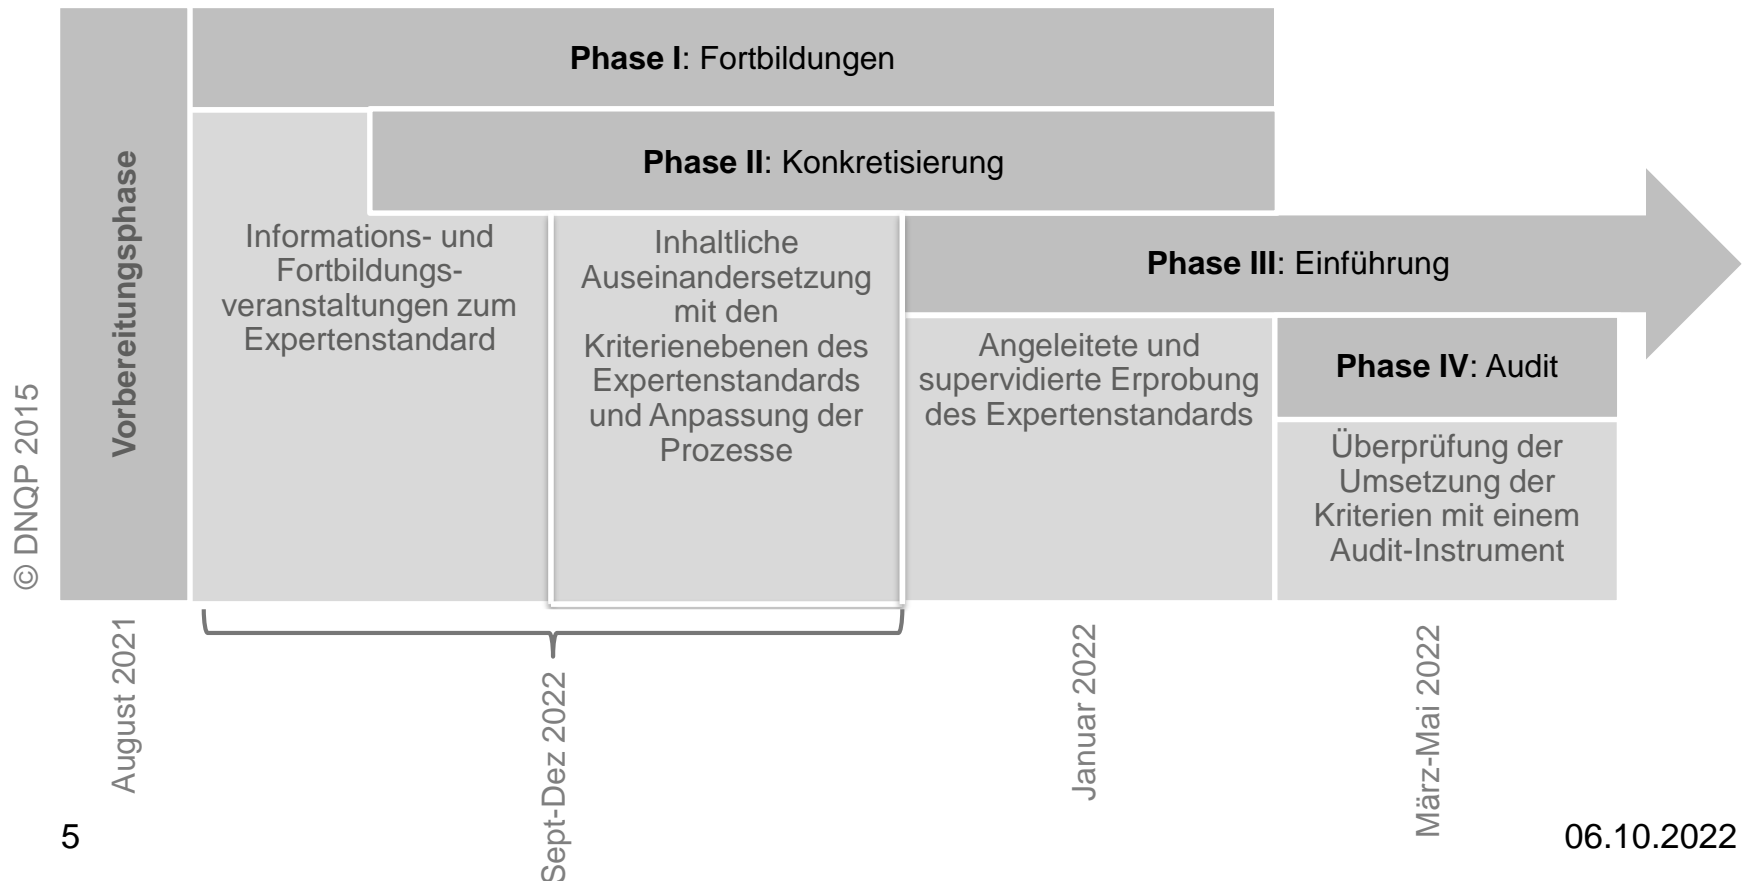 Phase I: Fortbildungen
Phase II: Konkretisierung
Vorbereitungsphase
Informations- und
Fortbildungs-
veranstaltungen zum
Expertenstandard
Inhaltliche
Auseinandersetzung
mit den
Kriterienebenen des
Expertenstandards
und Anpassung der
Prozesse
Phase III: Einführung
Angeleitete und
supervidierte Erprobung
des Expertenstandards
Phase IV: Audit
Überprüfung der
Umsetzung der
Kriterien mit einem
Audit-Instrument
© DNQP 2015
August 2021
Sept-Dez 2022
Januar 2022
März-Mai 2022
5
06.10.2022